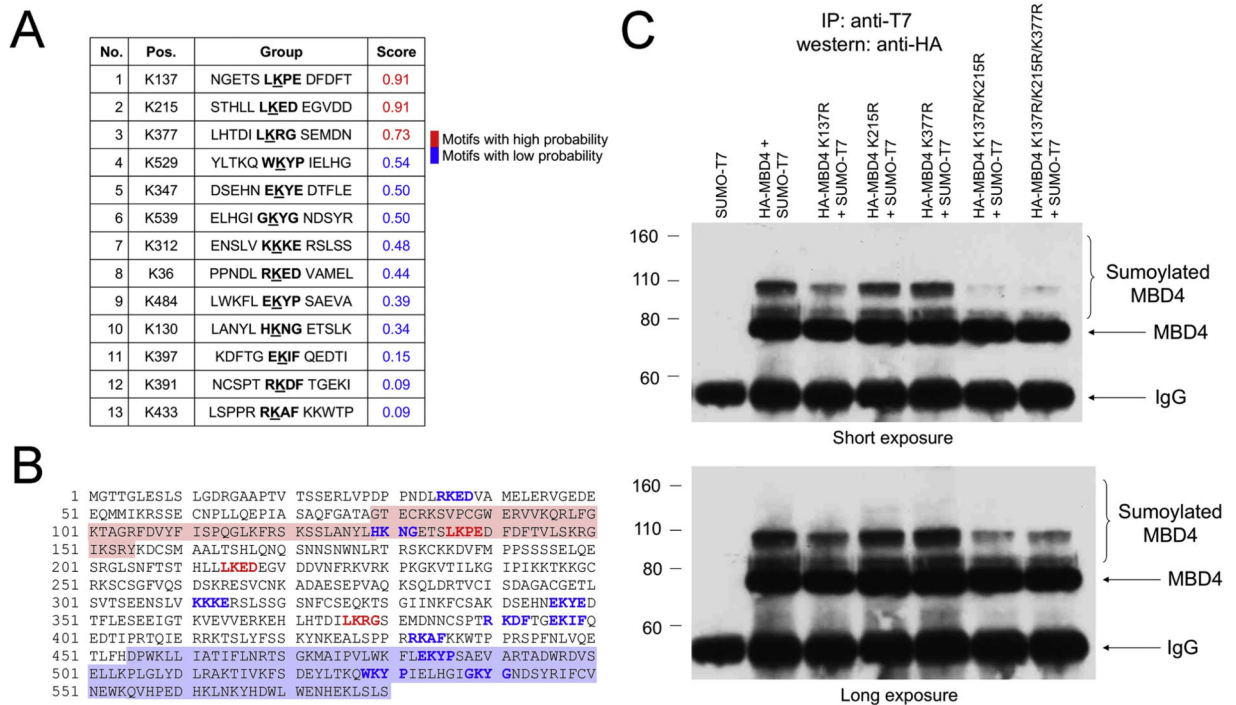 A
No. Pos. Group Score
1 K137 NGETS LKPE DFDFT 0.91
2 K215 STHLL LKED EGVDD 0.91
3 K377 LHTDI LKRG SEMDN 0.73
4 K529 YLTKQ WKYP IELHG 0.54
5 K347 DSEHN EKYE DTFLE 0.50
6 K539 ELHGI GKYG NDSYR 0.50
7 K312 ENSLV KKKE RSLSS 0.48
8 K36 PPNDL RKED VAMEL 0.44
9 K484 LWKFL EKYP SAEVA 0.39
10 K130 LANYL HKNG ETSLK 0.34
11 K397 KDFTG EKIF QEDTI 0.15
12 K391 NCSPT RKDF TGEKI 0.09
13 K433 LSPPR RKAF KKWTP 0.09
Motifs with high probability
Motifs with low probability
B
1 MGTTGLESLS LGDRGAAPTV TSSERLVPDP PNDLRKEDVA MELERVGEDE
51 EQMMIKRSSE CNPLLQEPIA SAQFGATAGT ECRKSVPCGW ERVVKQRLFG
101 KTAGRFDVYF ISPQGLKFRS KSSLANYLHK NGETSLKPED FDFTVLSKRG
151 IKSRYKDCSM AALTSHLQNQ SNNSNWNLRT RSKCKKDVFM PPSSSSELQE
201 SRGLSNFTST HLLLKEDEGV DDVNFRKVRK PKGKVTILKG IPIKKTKKGC
251 RKSCSGFVQS DSKRESVCNK ADAESEPVAQ KSQLDRTVCI SDAGACGETL
301 SVTSEENSLV KKKERSLSSG SNFCSEQKTS GIINKFCSAK DSEHNEKYED
351 TFLESEEIGT KVEVVERKEH LHTDILKRGS EMDNNCSPTR KDFTGEKIFQ
401 EDTIPRTQIE RRKTSLYFSS KYNKEALSPP RRKAFKKWTP PRSPFNLVQE
451 TLFHDPWKLL IATIFLNRTS GKMAIPVLWK FLEKYPSAEV ARTADWRDVS
501 ELLKPLGLYD LRAKTIVKFS DEYLTKQWKY PIELHGIGKY GNDSYRIFCV
551 NEWKQVHPED HKLNKYHDWL WENHEKLSLS
C
IP: anti-T7
western: anti-HA
SUMO-T7
HA-MBD4 +
SUMO-T7
HA-MBD4 K137R
+ SUMO-T7
HA-MBD4 K215R
+ SUMO-T7
HA-MBD4 K377R
+ SUMO-T7
HA-MBD4 K137R/K215R
+ SUMO-T7
HA-MBD4 K137R/K215R/K377R
+ SUMO-T7
160
110
80
60
Sumoylated
MBD4
MBD4
IgG
Short exposure
160
110
80
60
Sumoylated
MBD4
MBD4
IgG
Long exposure